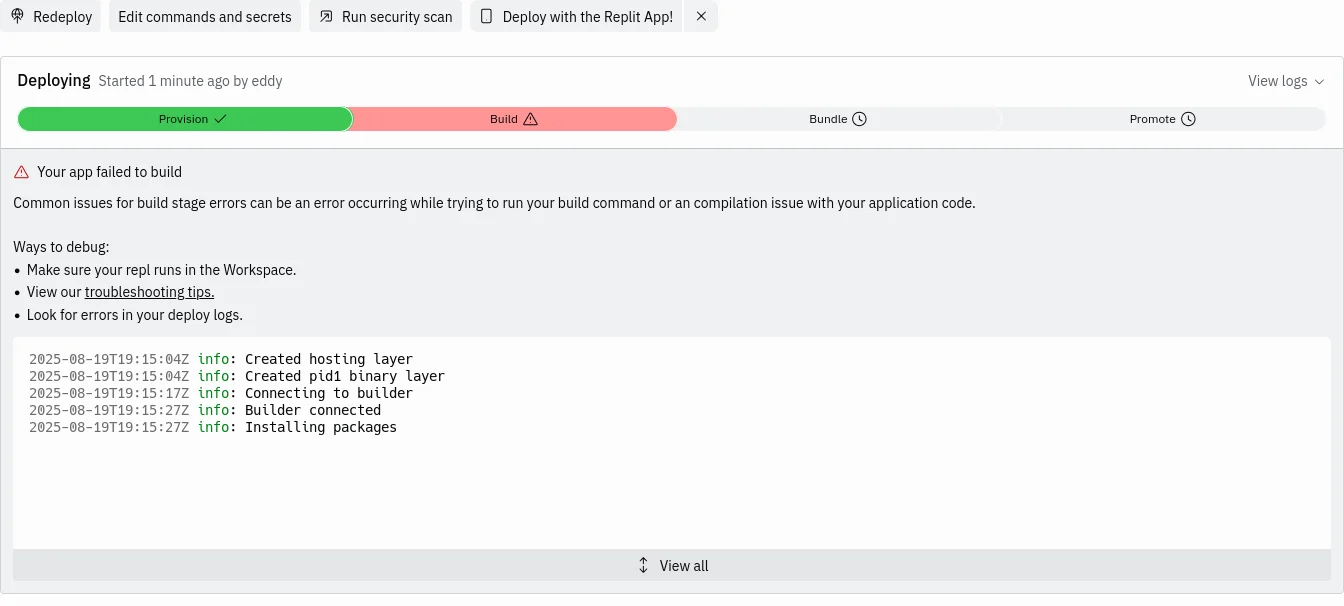 Redeploy Edit commands and secrets Run security scan Deploy with the Replit App!
Deploying Started 1 minute ago by eddy View logs
Provision Build Bundle Promote
Your app failed to build
Common issues for build stage errors can be an error occurring while trying to run your build command or an compilation issue with your application code.
Ways to debug:
• Make sure your repl runs in the Workspace.
• View our troubleshooting tips.
• Look for errors in your deploy logs.
2025-08-19T19:15:04Z info: Created hosting layer
2025-08-19T19:15:04Z info: Created pid1 binary layer
2025-08-19T19:15:17Z info: Connecting to builder
2025-08-19T19:15:27Z info: Builder connected
2025-08-19T19:15:27Z info: Installing packages
View all